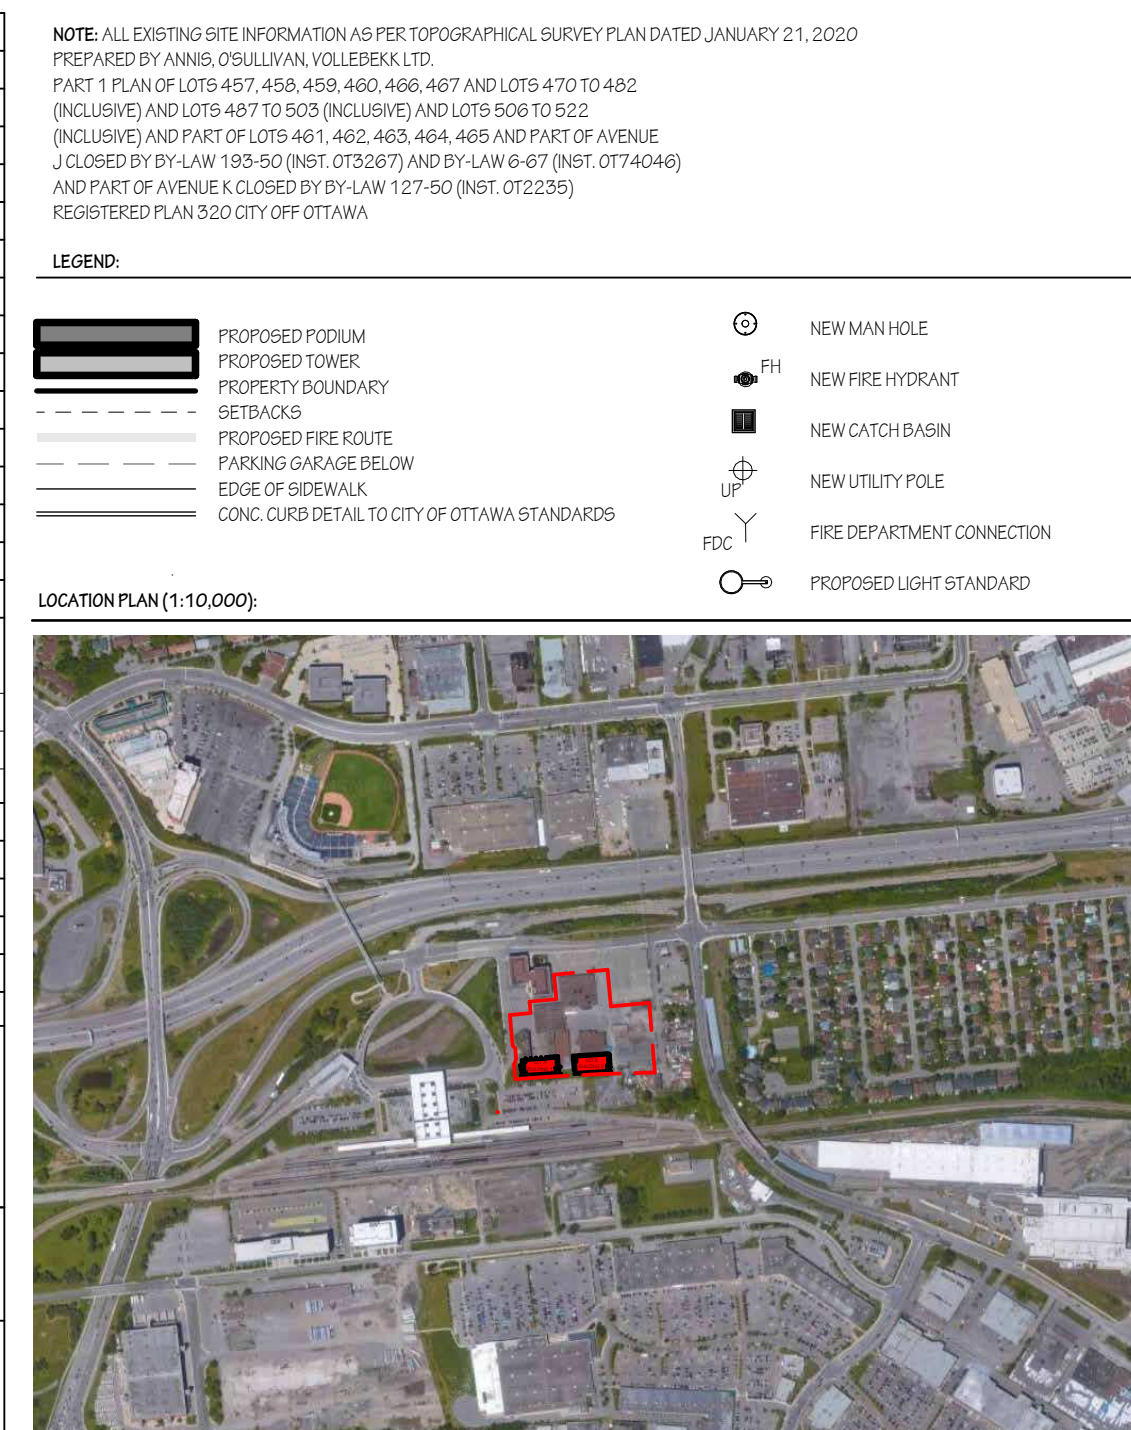 NOTE: ALL EXISTING SITE INFORMATION AS PER TOPOGRAPHICAL SURVEY PLAN DATED JANUARY 21, 2020
PREPARED BY ANNIS, O'SULLIVAN, VOLLEBEKK LTD.
PART 1 PLAN OF LOTS 457, 458, 459, 460, 466, 467 AND LOTS 470 TO 482
(INCLUSIVE) AND LOTS 487 TO 503 (INCLUSIVE) AND LOTS 506 TO 522
(INCLUSIVE) AND PART OF LOTS 461, 462, 463, 464, 465 AND PART OF AVENUE
J CLOSED BY BY-LAW 193-50 (INST. OT3267) AND BY-LAW 6-67 (INST. OT74046)
AND PART OF AVENUE K CLOSED BY BY-LAW 127-50 (INST. OT2235)
REGISTERED PLAN 320 CITY OFF OTTAWA
LEGEND:
PROPOSED PODIUM
PROPOSED TOWER
PROPERTY BOUNDARY
SETBACKS
PROPOSED FIRE ROUTE
PARKING GARAGE BELOW
EDGE OF SIDEWALK
CONC. CURB DETAIL TO CITY OF OTTAWA STANDARDS
NEW MAN HOLE
FH NEW FIRE HYDRANT
NEW CATCH BASIN
UP NEW UTILITY POLE
FDC FIRE DEPARTMENT CONNECTION
PROPOSED LIGHT STANDARD
LOCATION PLAN (1:10,000):